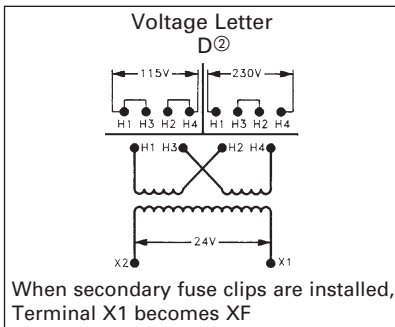 Voltage Letter
D②
115V 230V
H1 H3 H2 H4 H1 H3 H2 H4
H1 H3 H2 H4
24V
X2 X1
When secondary fuse clips are installed,
Terminal X1 becomes XF